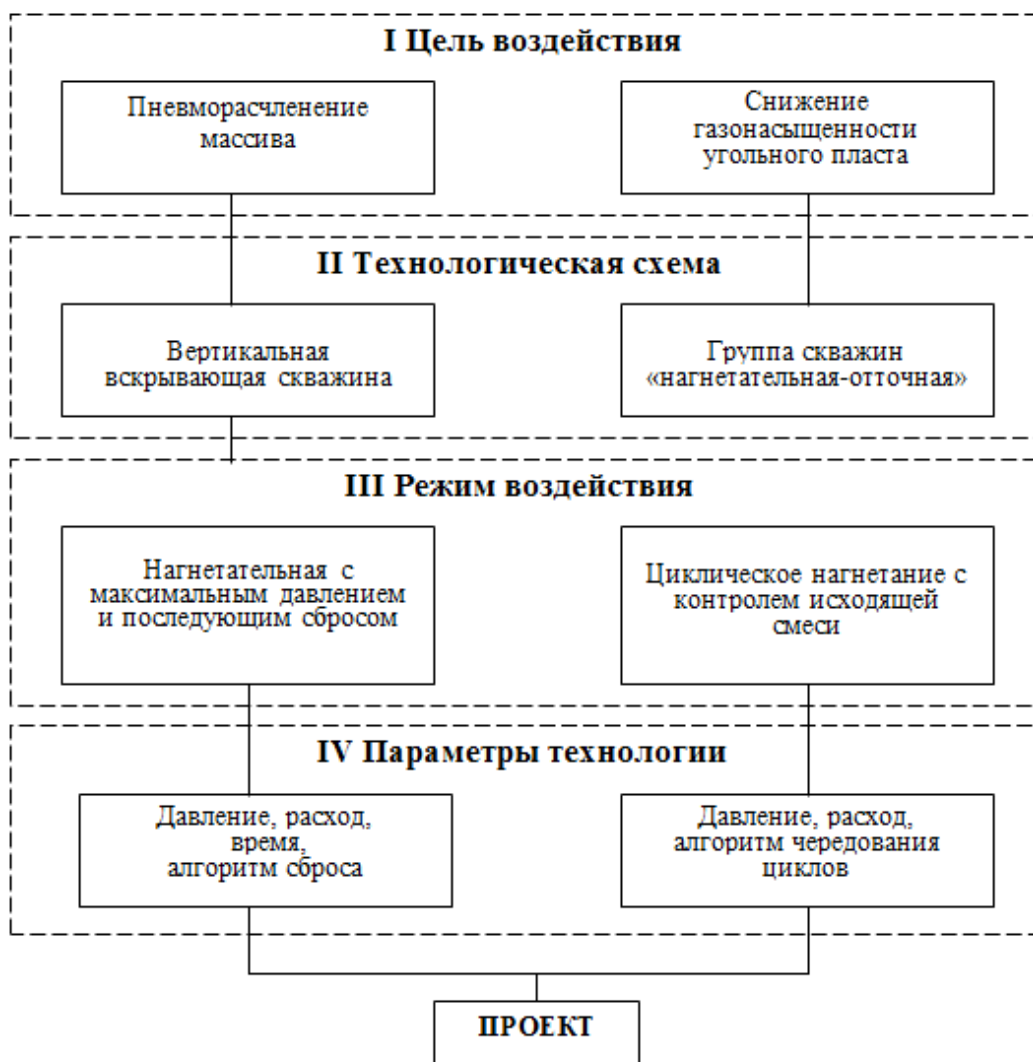 I Цель воздействия
Пневморасчленение
массива
Снижение
газонасыщенности
угольного пласта
II Технологическая схема
Вертикальная
вскрывающая скважина
Группа скважин
«нагнетательная-отточная»
III Режим воздействия
Нагнетательная с
максимальным давлением
и последующим сбросом
Циклическое нагнетание с
контролем исходящей
смеси
IV Параметры технологии
Давление, расход,
время,
алгоритм сброса
Давление, расход,
алгоритм чередования
циклов
ПРОЕКТ